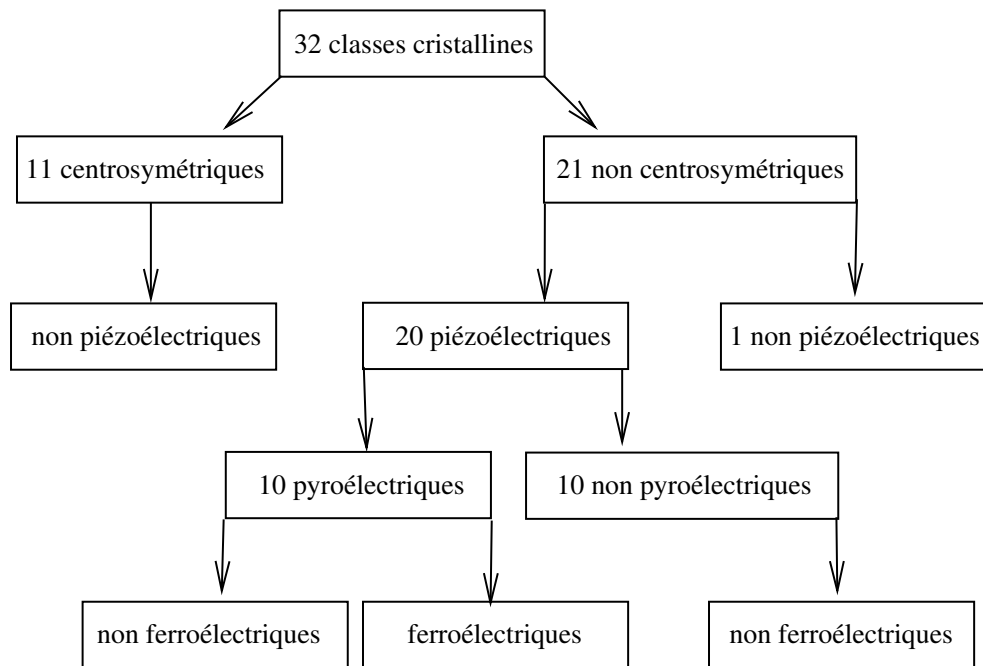 32 classes cristallines
11 centrosymétriques
21 non centrosymétriques
non piézoélectriques
20 piézoélectriques
1 non piézoélectriques
10 pyroélectriques
10 non pyroélectriques
non ferroélectriques
ferroélectriques
non ferroélectriques